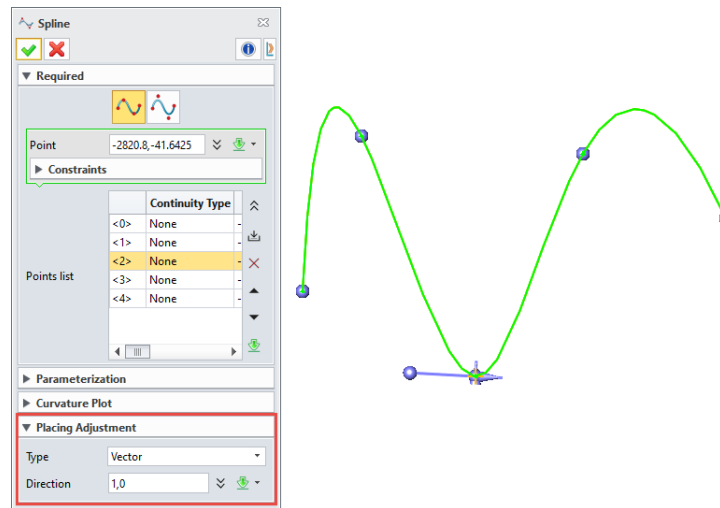 Spline
Required
Point -2820.8,-41.6425
Constraints
Continuity Type
<0> None -
<1> None -
Points list <2> None -
<3> None -
<4> None -
Parameterization
Curvature Plot
Placing Adjustment
Type Vector
Direction 1,0